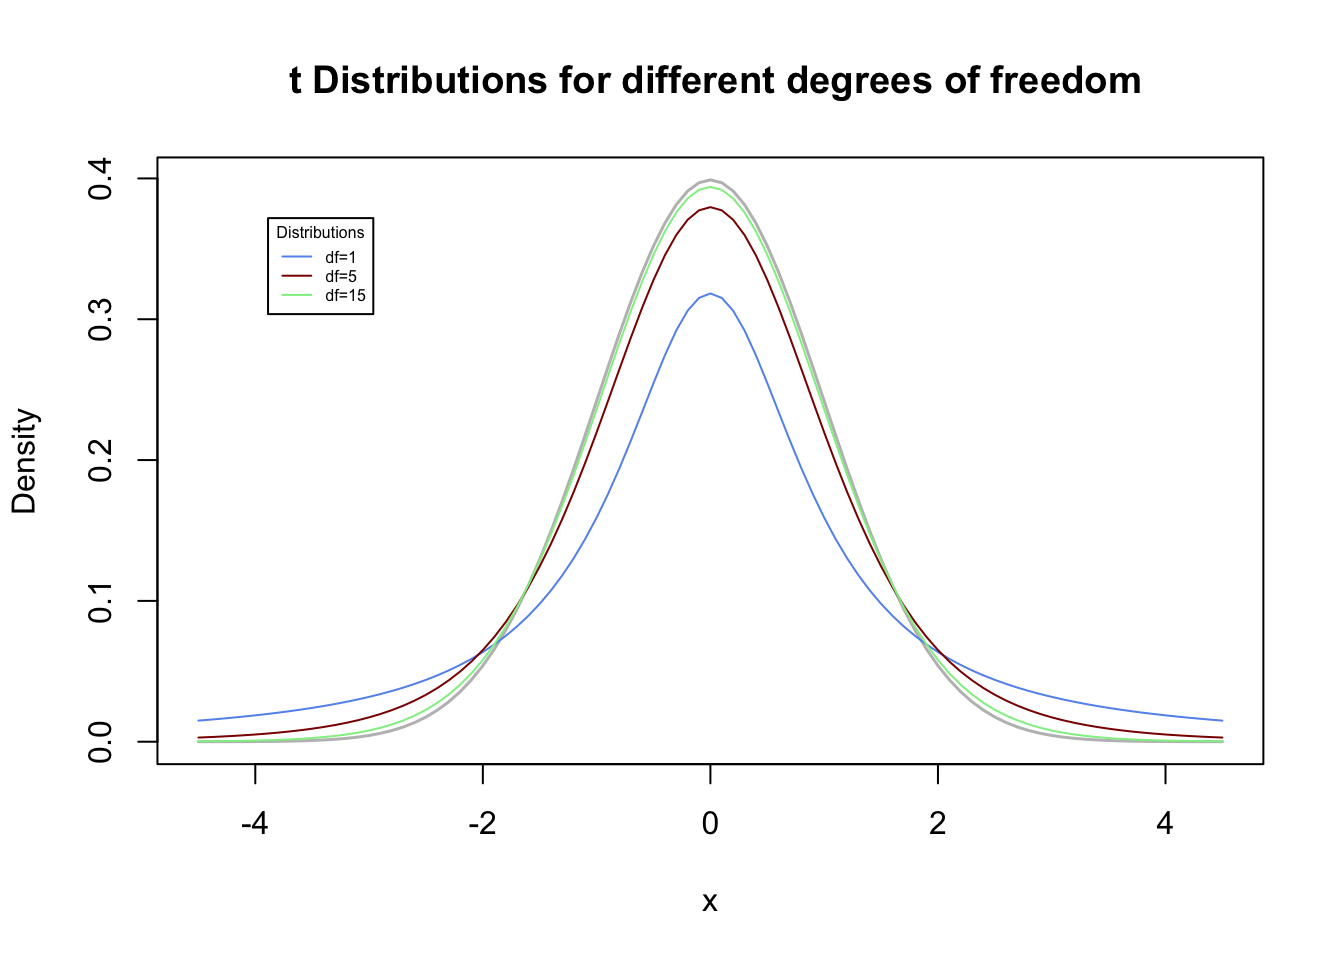 t Distributions for different degrees of freedom
Density
0.4
0.3
0.2
0.1
0.0
Distributions
df=1
df=5
df=15
-4
-2
0
2
4
x